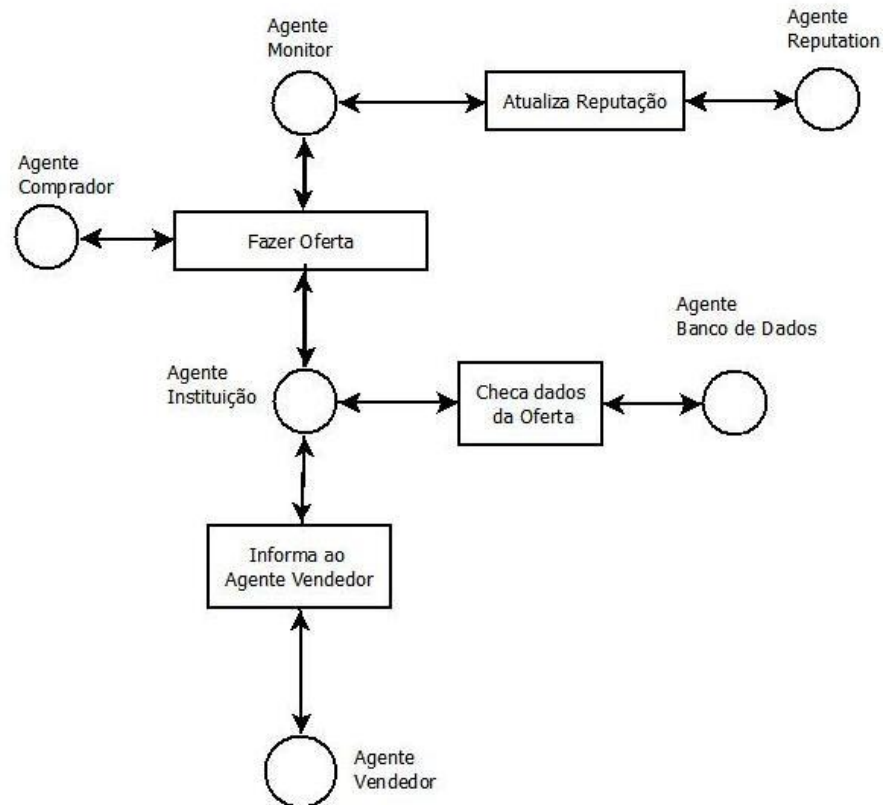 Agente
Monitor
Agente
Reputation
Atualiza Reputação
Agente
Comprador
Fazer Oferta
Agente
Banco de Dados
Agente
Instituição
Checa dados
da Oferta
Informa ao
Agente Vendedor
Agente
Vendedor